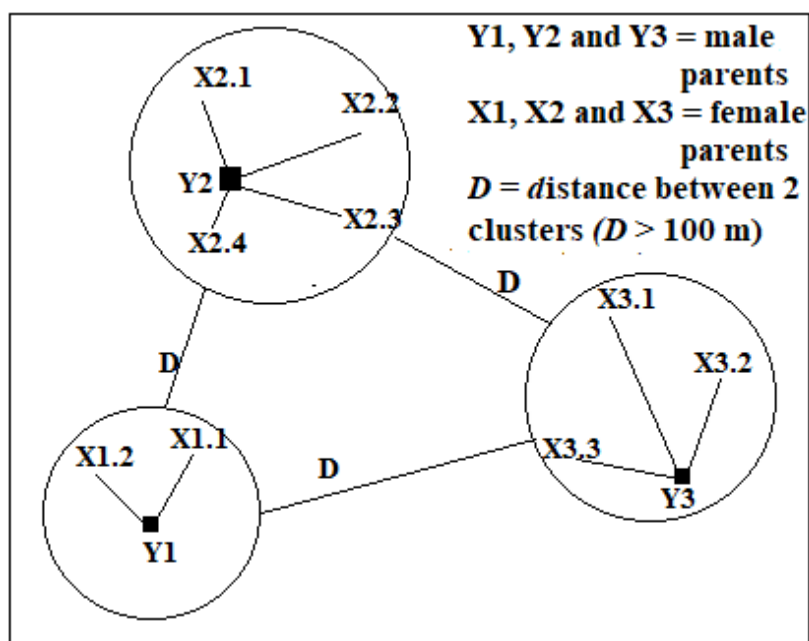 Y1, Y2 and Y3 = male
parents
X1, X2 and X3 = female
parents
D = distance between 2
clusters (D > 100 m)
X2.1
X2.2
Y2
X2.3
X2.4
D
D
X3.1
X3.2
X3.3
Y3
X1.1
X1.2
D
Y1